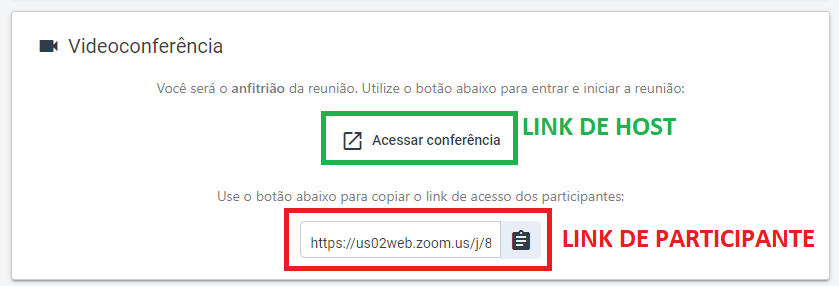 Videoconferência
Você será o anfitrião da reunião. Utilize o botão abaixo para entrar e iniciar a reunião:
Acessar conferência
LINK DE HOST
Use o botão abaixo para copiar o link de acesso dos participantes:
https://us02web.zoom.us/j/8
LINK DE PARTICIPANTE